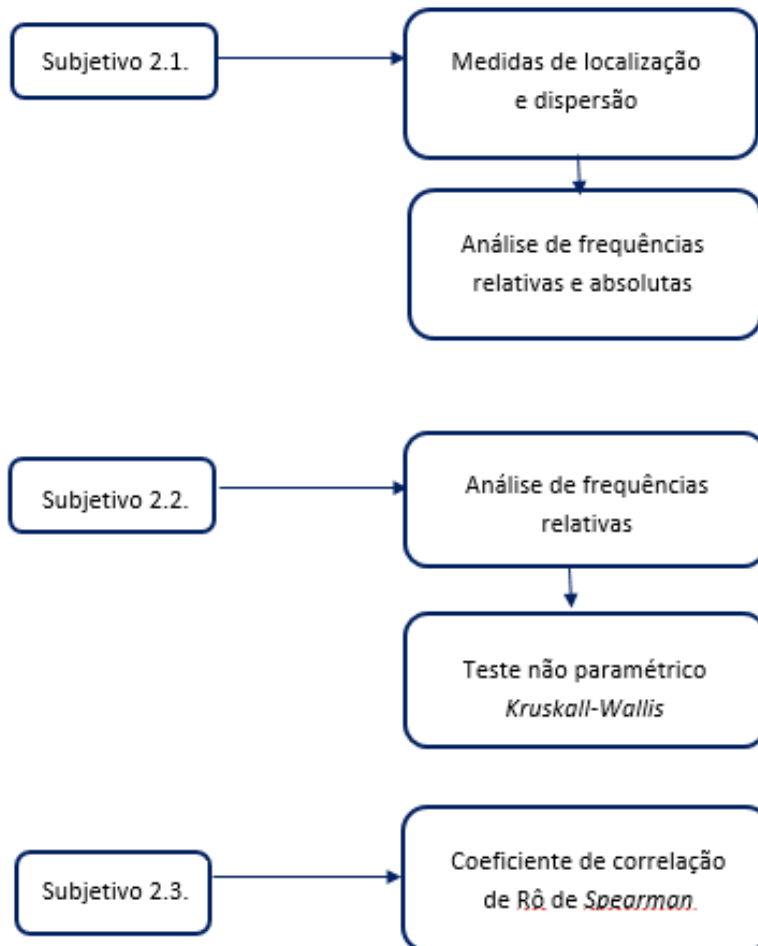 Subjetivo 2.1.
Medidas de localização
e dispersão
Análise de frequências
relativas e absolutas
Subjetivo 2.2.
Análise de frequências
relativas
Teste não paramétrico
Kruskall-Wallis
Subjetivo 2.3.
Coeficiente de correlação
de Rô de Spearman